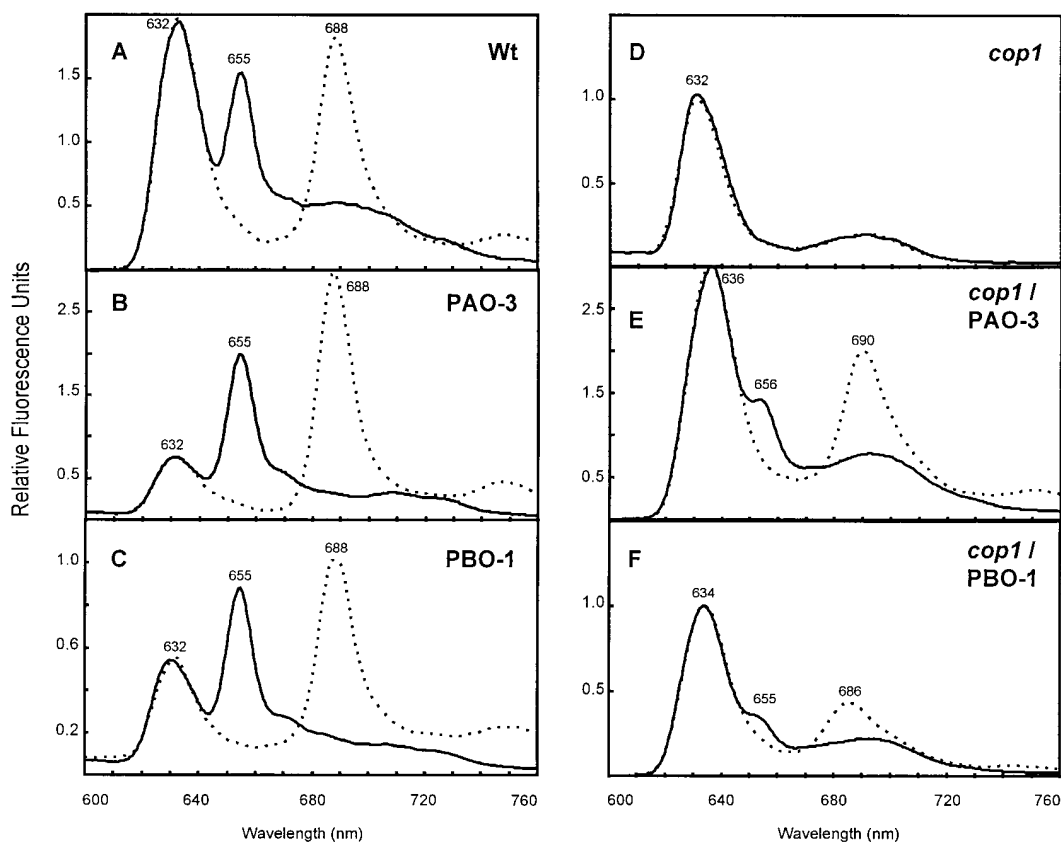 Relative Fluorescence Units
A
Wt
632
655
688
1.5
1.0
0.5
B
PAO-3
632
655
688
2.5
1.5
0.5
C
PBO-1
632
655
688
1.0
0.6
0.2
600
640
680
720
760
Wavelength (nm)
D
cop1
632
1.0
0.5
E
cop1 /
PAO-3
636
656
690
2.5
1.5
0.5
F
cop1 /
PBO-1
634
655
686
1.0
0.5
600
640
680
720
760
Wavelength (nm)